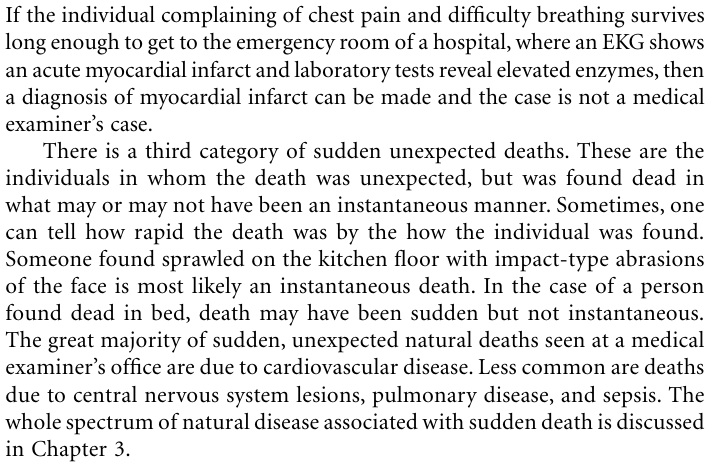 If the individual complaining of chest pain and difficulty breathing survives
long enough to get to the emergency room of a hospital, where an EKG shows
an acute myocardial infarct and laboratory tests reveal elevated enzymes, then
a diagnosis of myocardial infarct can be made and the case is not a medical
examiner's case.
There is a third category of sudden unexpected deaths. These are the
individuals in whom the death was unexpected, but was found dead in
what may or may not have been an instantaneous manner. Sometimes, one
can tell how rapid the death was by the how the individual was found.
Someone found sprawled on the kitchen floor with impact-type abrasions
of the face is most likely an instantaneous death. In the case of a person
found dead in bed, death may have been sudden but not instantaneous.
The great majority of sudden, unexpected natural deaths seen at a medical
examiner's office are due to cardiovascular disease. Less common are deaths
due to central nervous system lesions, pulmonary disease, and sepsis. The
whole spectrum of natural disease associated with sudden death is discussed
in Chapter 3.